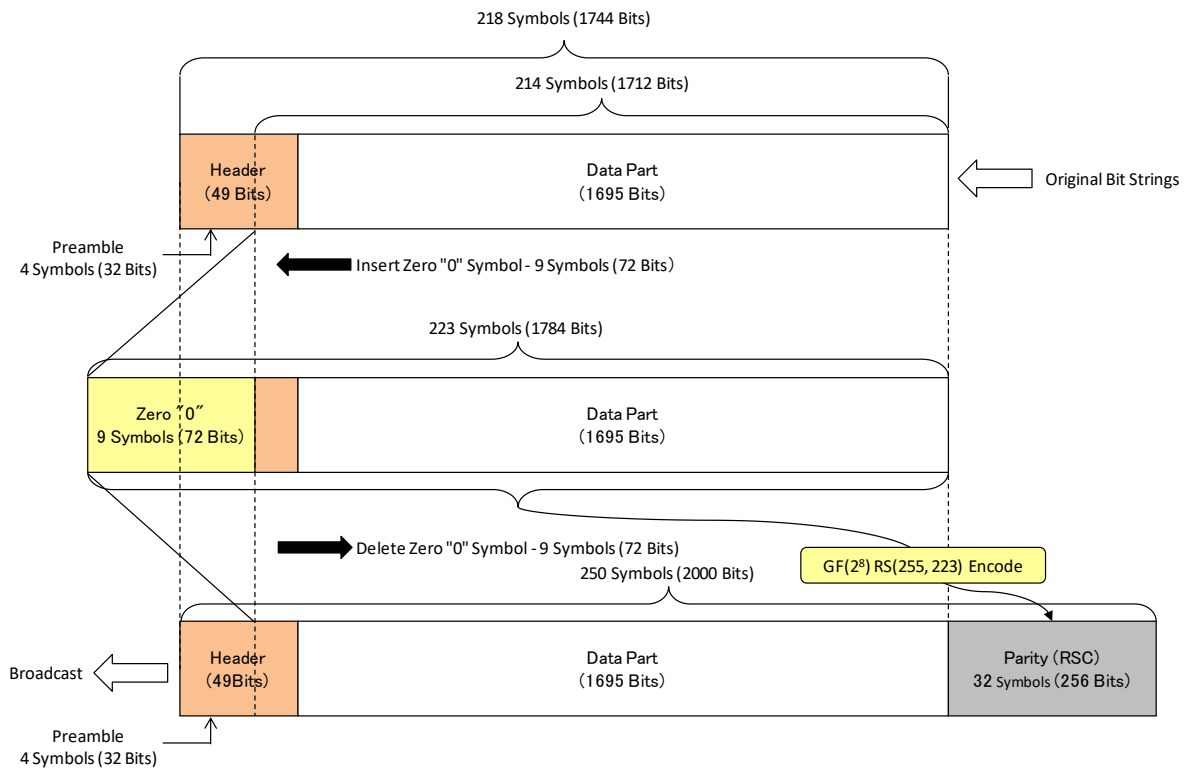 218 Symbols (1744 Bits)
214 Symbols (1712 Bits)
Header
(49 Bits)
Data Part
(1695 Bits)
Original Bit Strings
Preamble
4 Symbols (32 Bits)
Insert Zero "0" Symbol - 9 Symbols (72 Bits)
223 Symbols (1784 Bits)
Zero "0"
9 Symbols (72 Bits)
Data Part
(1695 Bits)
Delete Zero "0" Symbol - 9 Symbols (72 Bits)
GF(2⁸) RS(255, 223) Encode
250 Symbols (2000 Bits)
Broadcast
Header
(49Bits)
Data Part
(1695 Bits)
Parity (RSC)
32 Symbols (256 Bits)
Preamble
4 Symbols (32 Bits)